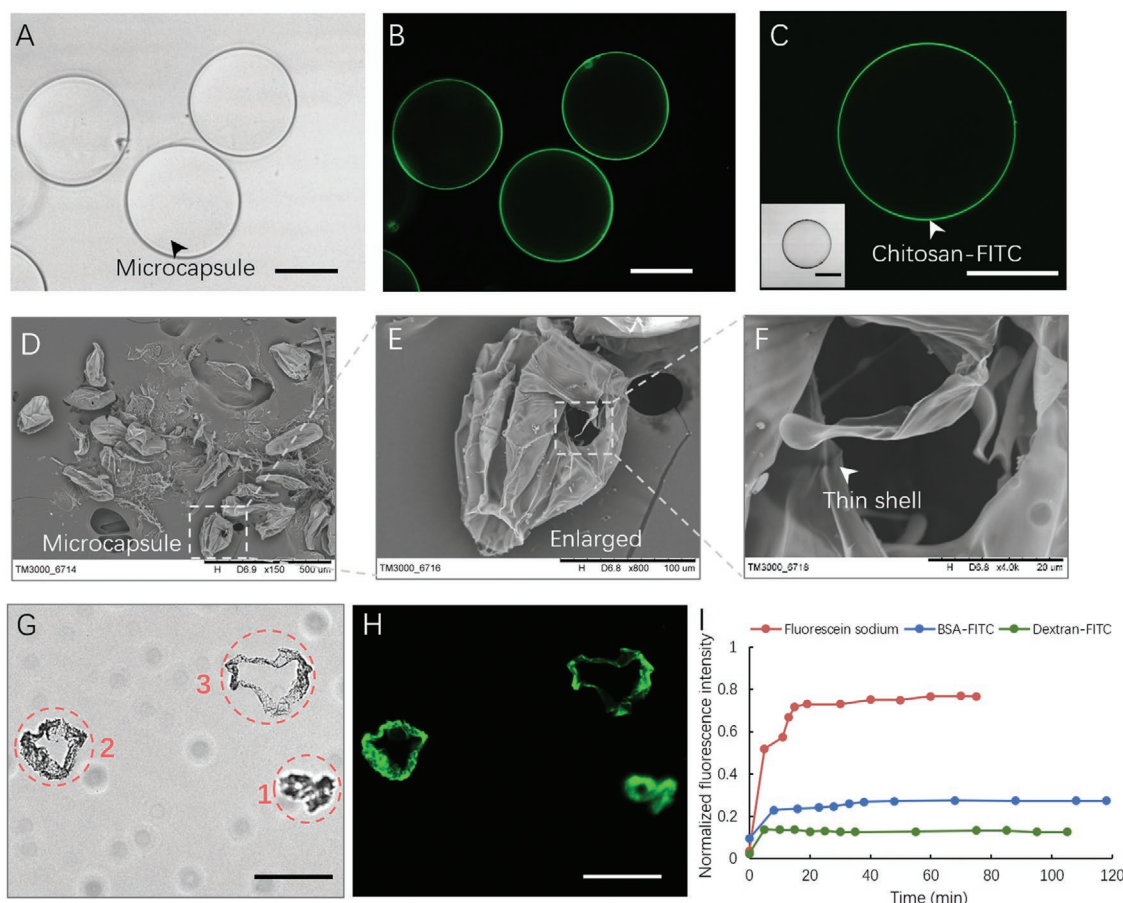 A
Microcapsule
B
C
Chitosan-FITC
D
Microcapsule
TM3000_6714 H D6.9 x150 500 um
E
Enlarged
TM3000_6716 H D6.8 x800 100 um
F
Thin shell
TM3000_6718 H D6.8 x4.0k 20 um
G
3
2
1
H
I
Fluorescein sodium BSA-FITC Dextran-FITC
Normalized fluorescence intensity
1
0.8
0.6
0.4
0.2
0
0 20 40 60 80 100 120
Time (min)